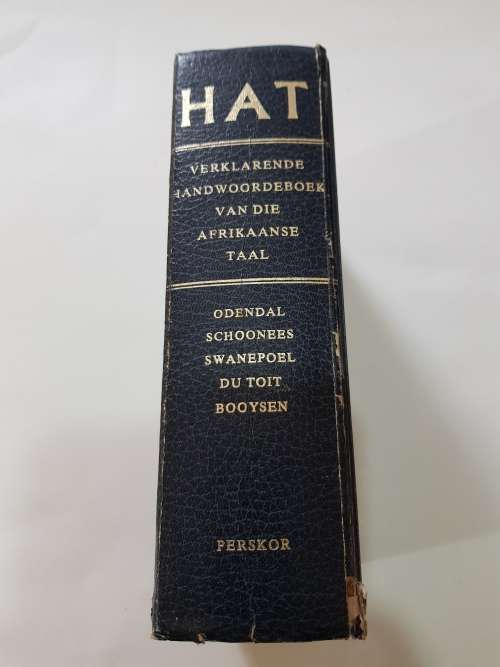 HAT
VERKLARENDE
HANDWOORDEBOEK
VAN DIE
AFRIKAANSE
TAAL
ODENDAL
SCHOONEES
SWANEPOEL
DU TOIT
BOOYSEN
PERSKOR